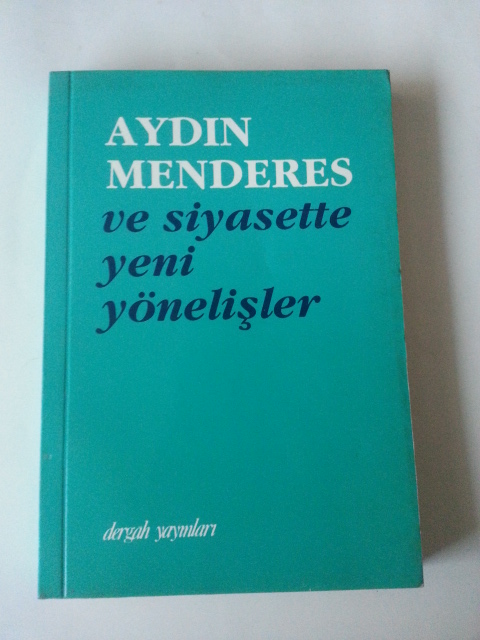 AYDIN
MENDERES
ve siyasette
yeni
yönelişler
dergah yayınları